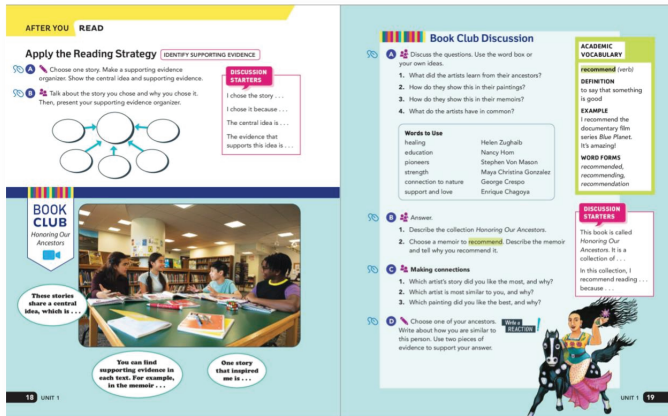 AFTER YOU READ
Apply the Reading Strategy IDENTIFY SUPPORTING EVIDENCE
A Choose one story. Make a supporting evidence
organizer. Show the central idea and supporting evidence.
B Talk about the story you chose and why you chose it.
Then, present your supporting evidence organizer.
DISCUSSION
STARTERS
I chose the story . . .
I chose it because . . .
The central idea is . . .
The evidence that
supports this idea is . . .
BOOK
CLUB
Honoring Our
Ancestors
These stories
share a central
idea, which is . . .
You can find
supporting evidence in
each text. For example,
in the memoir . . .
One story
that inspired
me is . . .
18 UNIT 1
Book Club Discussion
A Discuss the questions. Use the word box or
your own ideas.
1. What did the artists learn from their ancestors?
2. How do they show this in their paintings?
3. How do they show this in their memoirs?
4. What do the artists have in common?
Words to Use
healing Helen Zughaib
education Nancy Hom
pioneers Stephen Von Mason
strength Maya Christina Gonzalez
connection to nature George Crespo
support and love Enrique Chagoya
B Answer.
1. Describe the collection Honoring Our Ancestors.
2. Choose a memoir to recommend. Describe the memoir
and tell why you recommend it.
C Making connections
1. Which artist's story did you like the most, and why?
2. Which artist is most similar to you, and why?
3. Which painting did you like the best, and why?
D Choose one of your ancestors.
Write about how you are similar to
this person. Use two pieces of
evidence to support your answer.
Write a
REACTION !
ACADEMIC
VOCABULARY
recommend (verb)
DEFINITION
to say that something
is good
EXAMPLE
I recommend the
documentary film
series Blue Planet.
It's amazing!
WORD FORMS
recommended,
recommending,
recommendation
DISCUSSION
STARTERS
This book is called
Honoring Our
Ancestors. It is a
collection of . . .
In this collection, I
recommend reading . . .
because . . .
UNIT 1 19